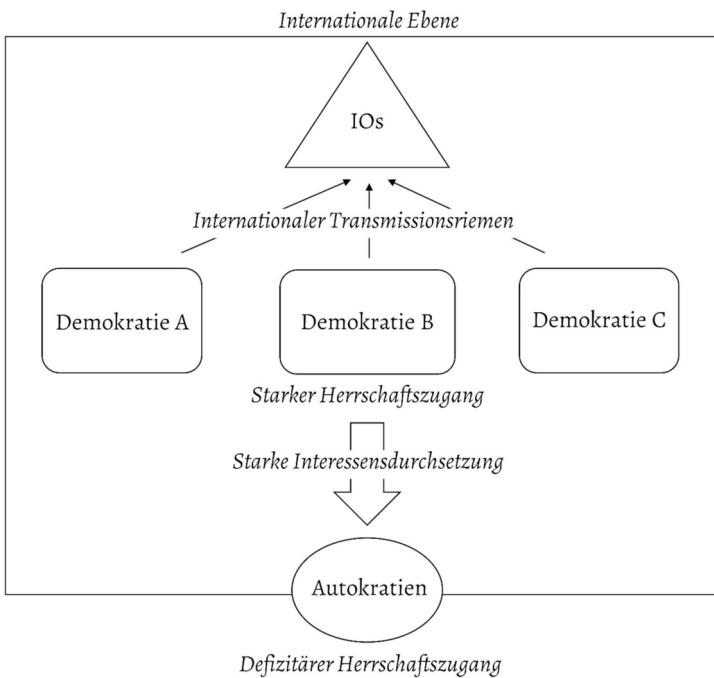 Internationale Ebene
IOs
Internationaler Transmissionsriemen
Demokratie A
Demokratie B
Demokratie C
Starker Herrschaftszugang
Starke Interessensdurchsetzung
Autokratien
Defizitärer Herrschaftszugang